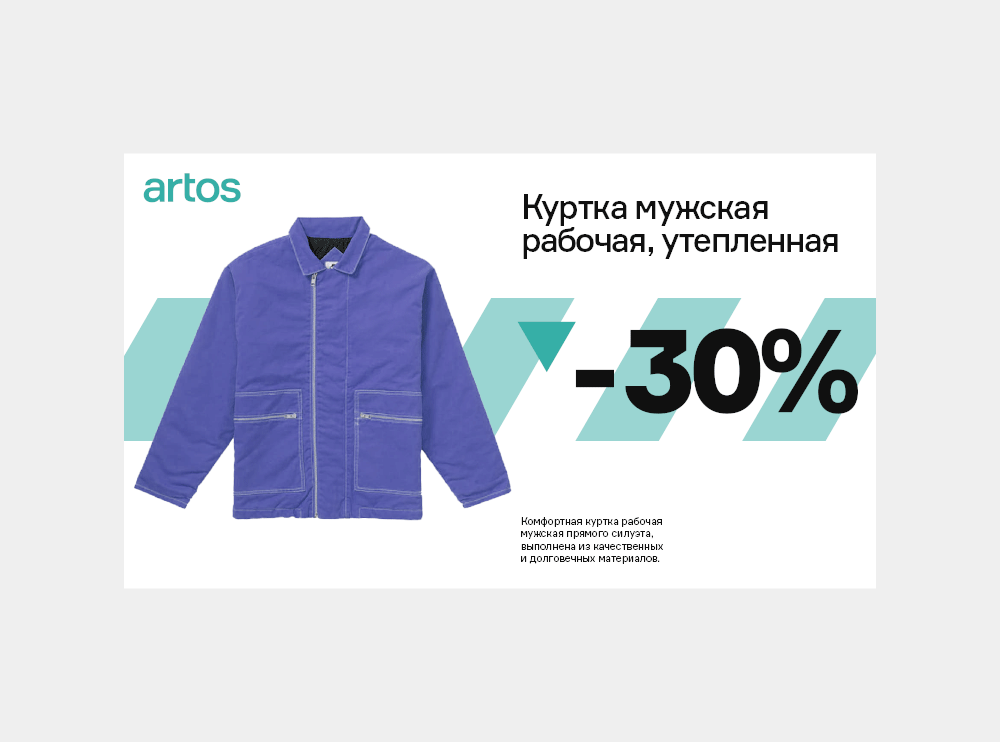 artos
Куртка мужская
рабочая, утепленная
-30%
Комфортная куртка рабочая
мужская прямого силуэта,
выполнена из качественных
и долговечных материалов.